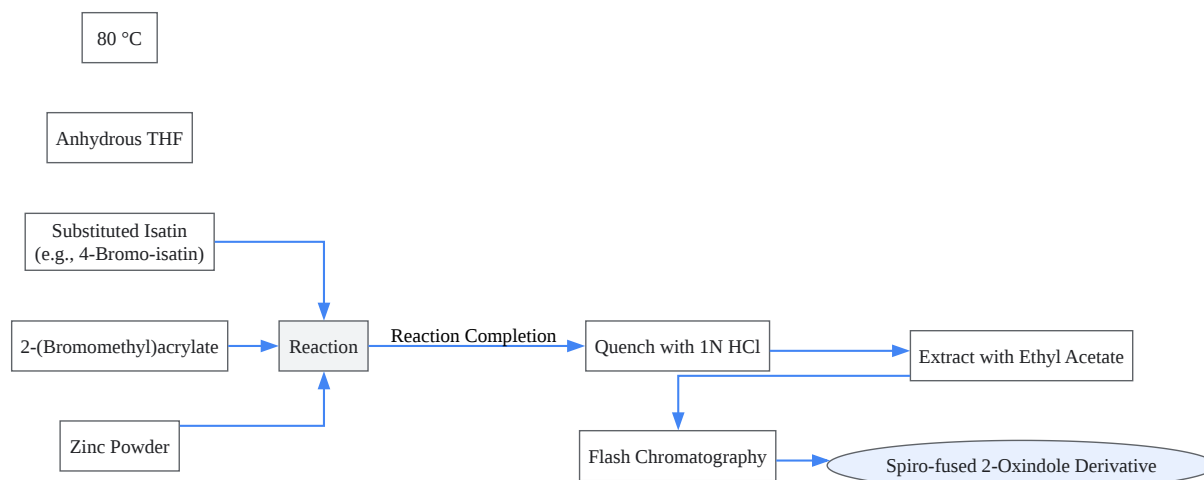 80 °C
Anhydrous THF
Substituted Isatin
(e.g., 4-Bromo-isatin)
2-(Bromomethyl)acrylate
Reaction
Reaction Completion
Quench with 1N HCl
Extract with Ethyl Acetate
Zinc Powder
Flash Chromatography
Spiro-fused 2-Oxindole Derivative